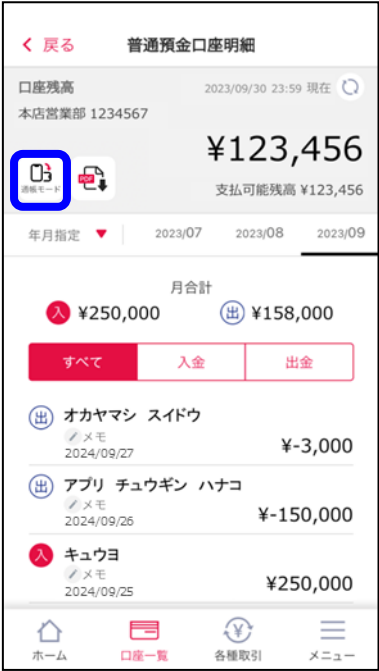 戻る 普通預金口座明細
口座残高 2023/09/30 23:59 現在
本店営業部 1234567
¥123,456
通帳モード PDF 支払可能残高 ¥123,456
年月指定 ▼ 2023/07 2023/08 2023/09
月合計
入 ¥250,000 出 ¥158,000
すべて 入金 出金
出 オカヤマシ スイドウ
メモ
2024/09/27 ¥-3,000
出 アプリ チュウギン ハナコ
メモ
2024/09/26 ¥-150,000
入 キュウヨ
メモ
2024/09/25 ¥250,000
ホーム 口座一覧 各種取引 メニュー